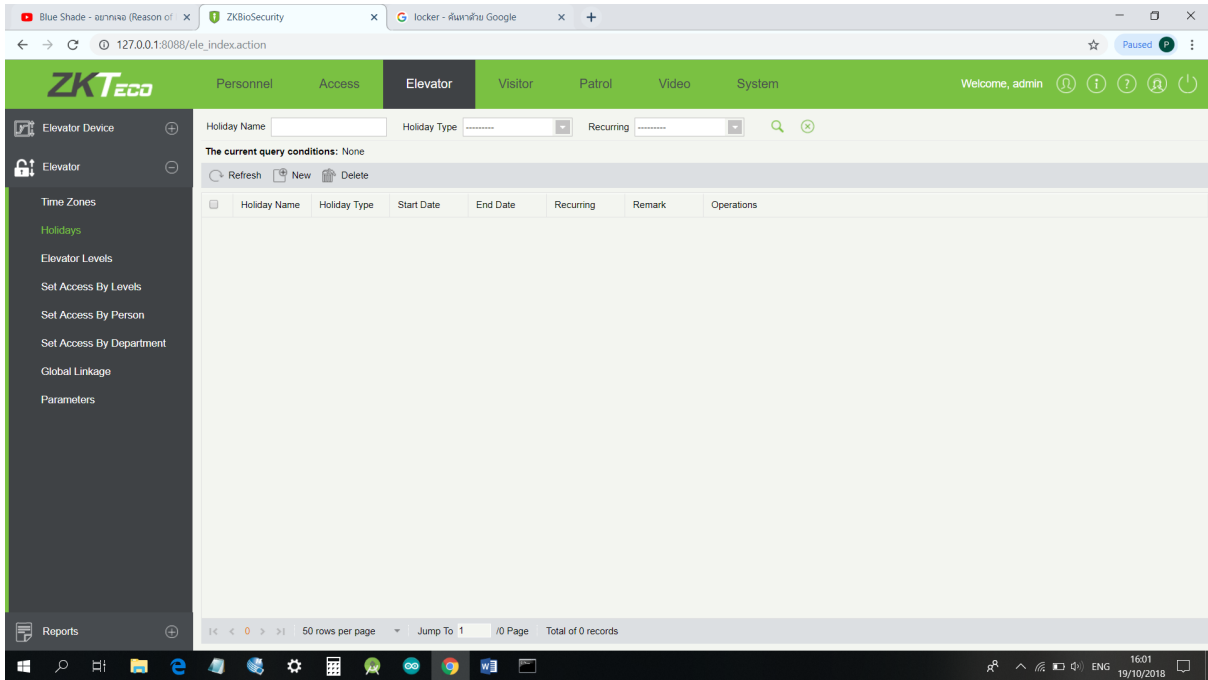 Blue Shade - อยากเจอ (Reason of
ZKBioSecurity
locker - ค้นหาด้วย Google
127.0.0.1:8088/ele_index.action
Paused P
ZKTECO
Personnel Access Elevator Visitor Patrol Video System
Welcome, admin
Elevator Device
Holiday Name Holiday Type --------- Recurring ---------
The current query conditions: None
Elevator
Refresh New Delete
Holiday Name Holiday Type Start Date End Date Recurring Remark Operations
Time Zones
Holidays
Elevator Levels
Set Access By Levels
Set Access By Person
Set Access By Department
Global Linkage
Parameters
Reports
0 50 rows per page Jump To 1 /0 Page Total of 0 records
ENG
16:01
19/10/2018